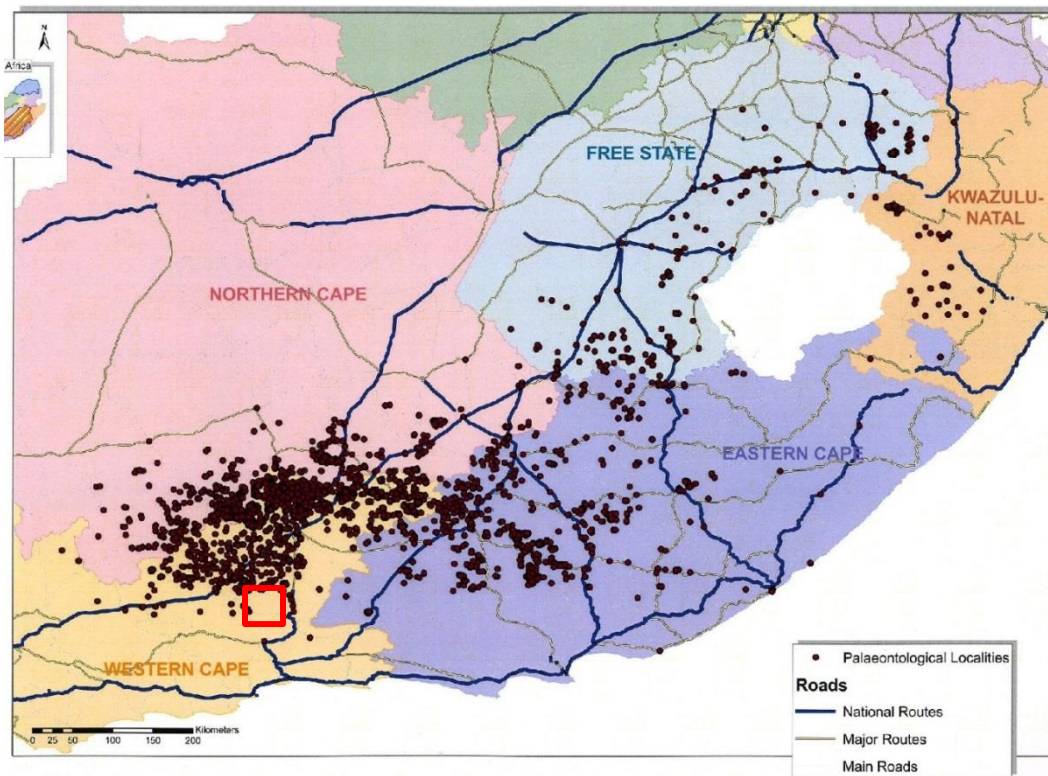 N
Africa
FREE STATE
KWAZULU-
NATAL
NORTHERN CAPE
EASTERN CAPE
WESTERN CAPE
Kilometers
0 25 50 100 150 200
Palaeontological Localities
Roads
National Routes
Major Routes
Main Roads